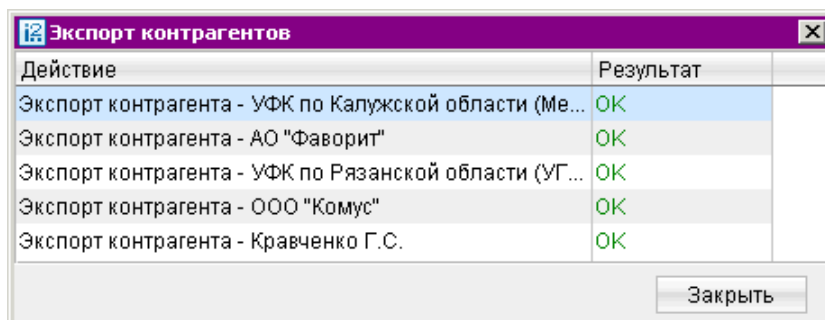 Экспорт контрагентов
Действие Результат
Экспорт контрагента - УФК по Калужской области (Ме... OK
Экспорт контрагента - АО "Фаворит" OK
Экспорт контрагента - УФК по Рязанской области (УГ... OK
Экспорт контрагента - ООО "Комус" OK
Экспорт контрагента - Кравченко Г.С. OK
Закрыть